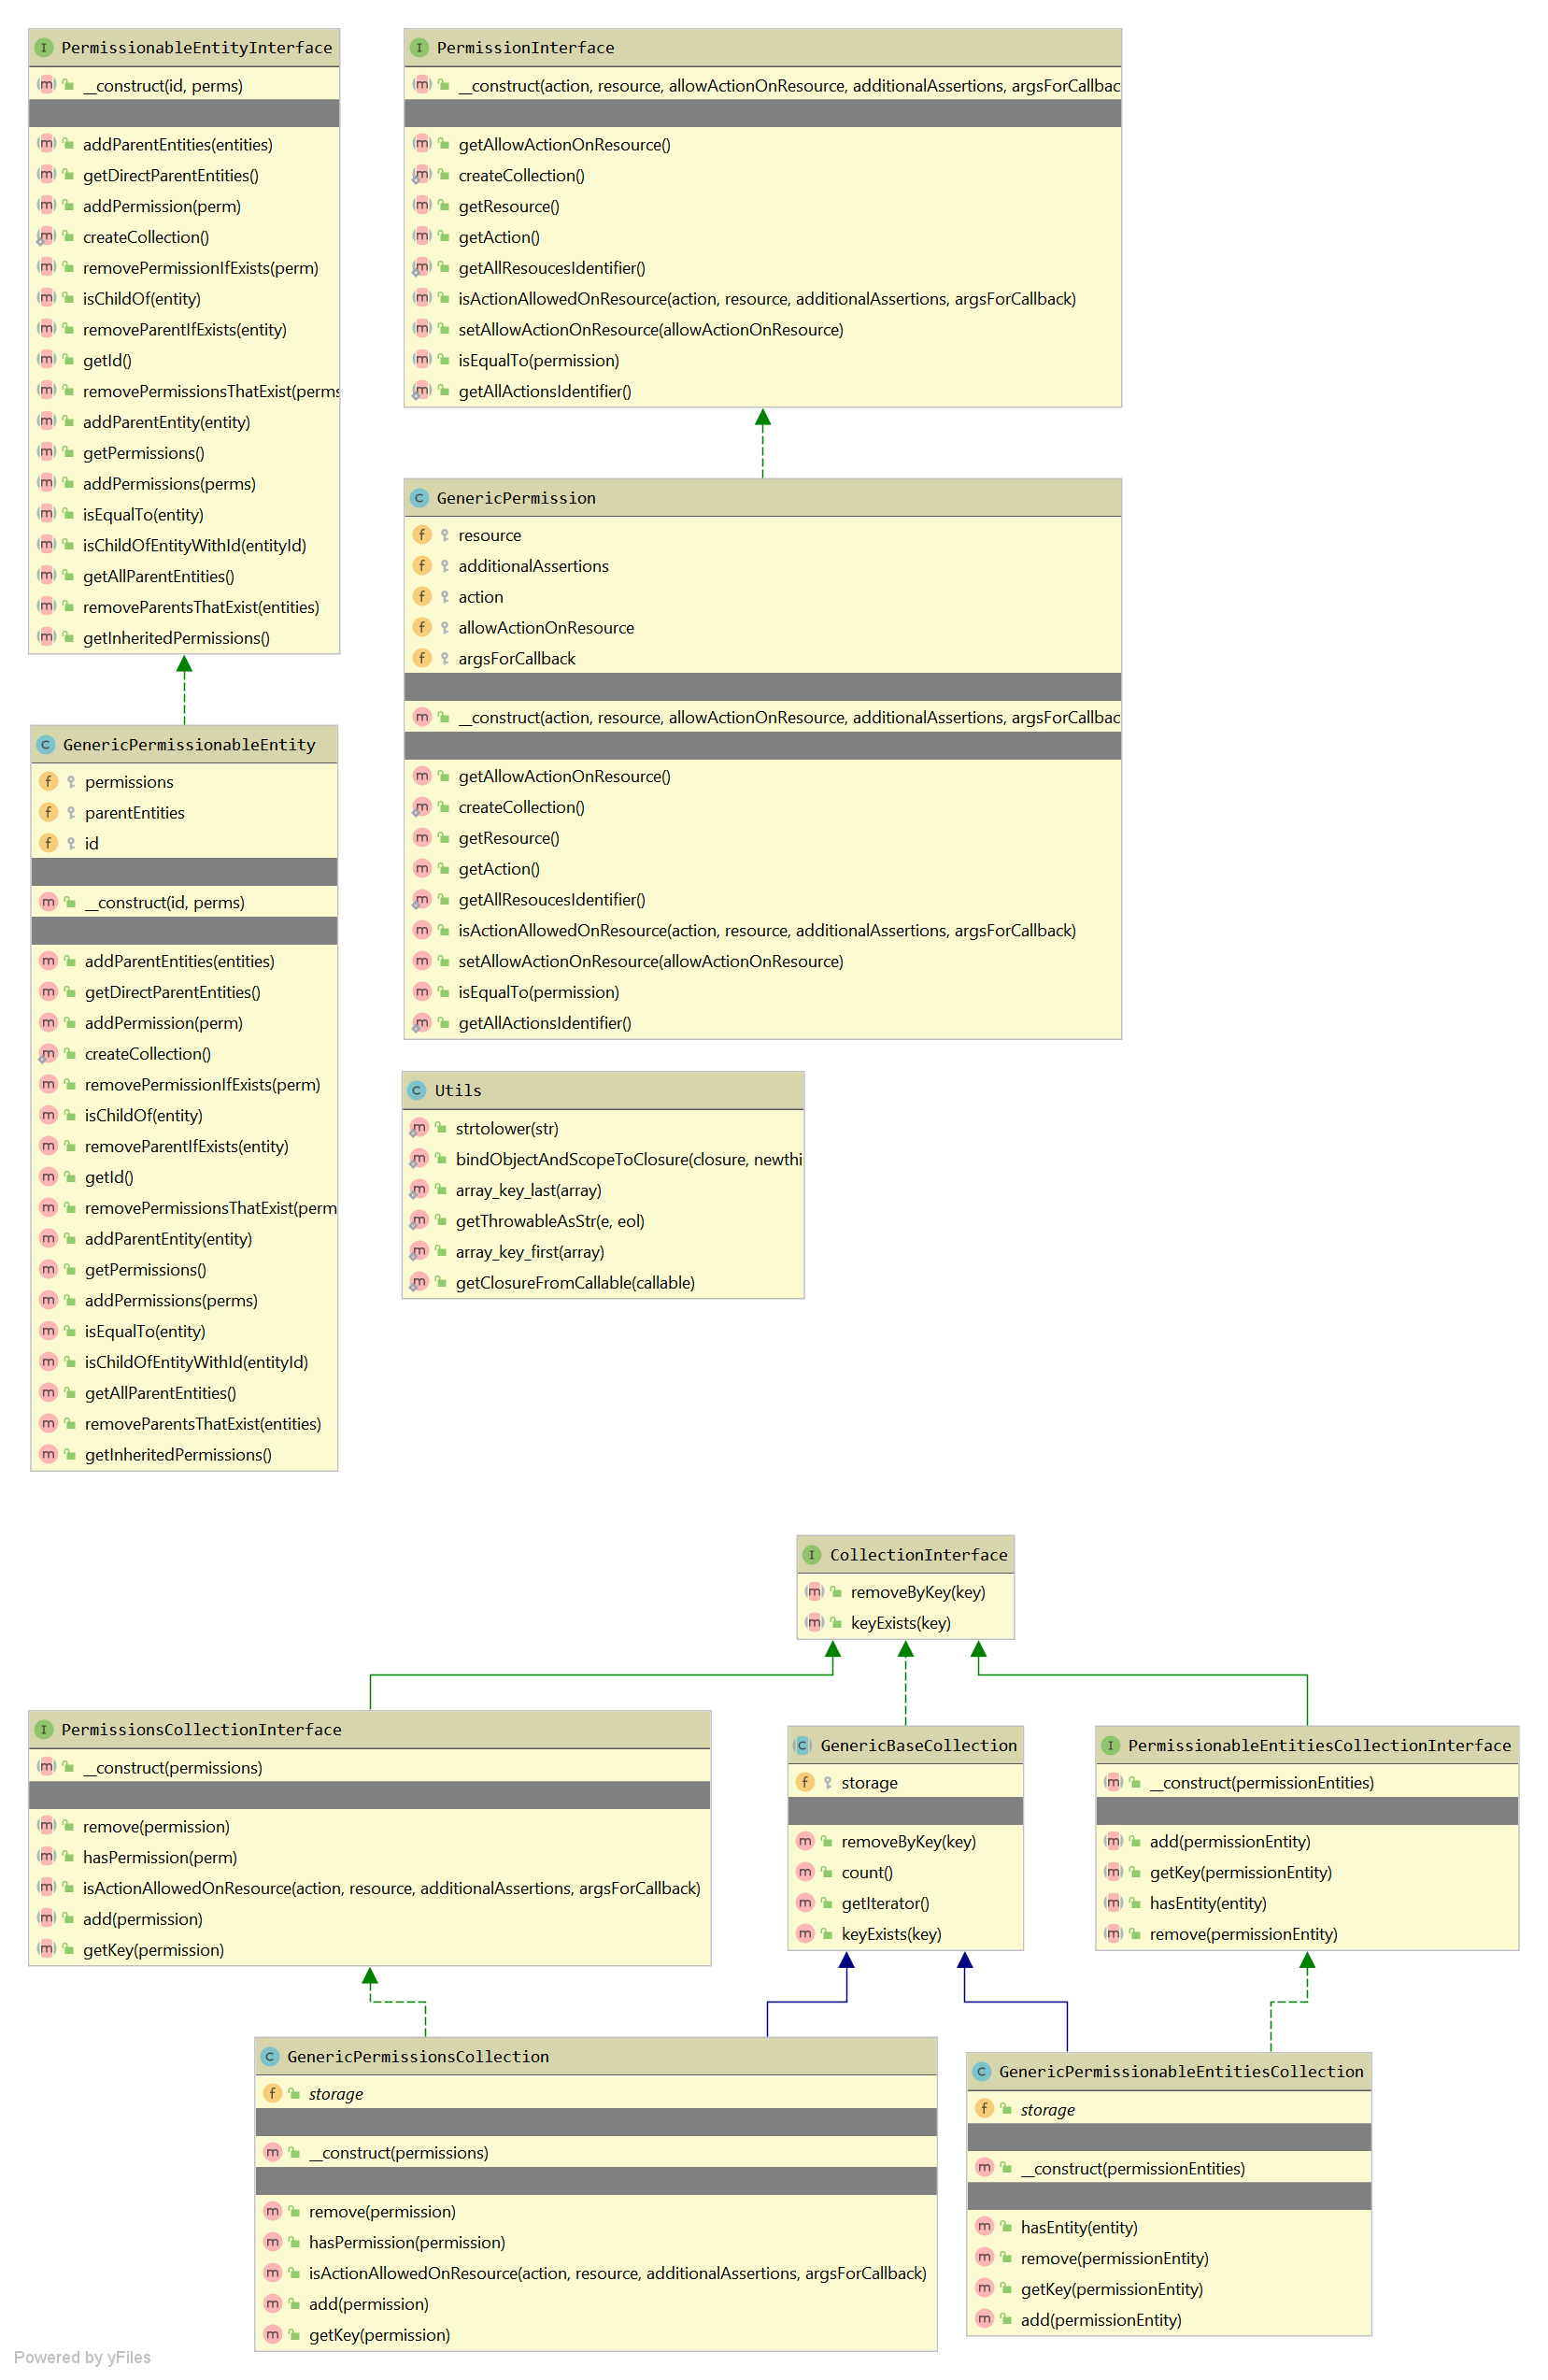 PermissionableEntityInterface
__construct(id, perms)
addParentEntities(entities)
getDirectParentEntities()
addPermission(perm)
createCollection()
removePermissionIfExists(perm)
isChildOf(entity)
removeParentIfExists(entity)
getId()
removePermissionsThatExist(perms
addParentEntity(entity)
getPermissions()
addPermissions(perms)
isEqualTo(entity)
isChildOfEntityWithId(entityId)
getAllParentEntities()
removeParentsThatExist(entities)
getInheritedPermissions()
PermissionInterface
__construct(action, resource, allowActionOnResource, additionalAssertions, argsForCallbac
getAllowActionOnResource()
createCollection()
getResource()
getAction()
getAllResoucesIdentifier()
isActionAllowedOnResource(action, resource, additionalAssertions, argsForCallback)
setAllowActionOnResource(allowActionOnResource)
isEqualTo(permission)
getAllActionsIdentifier()
GenericPermission
resource
additionalAssertions
action
allowActionOnResource
argsForCallback
__construct(action, resource, allowActionOnResource, additionalAssertions, argsForCallbac
getAllowActionOnResource()
createCollection()
getResource()
getAction()
getAllResoucesIdentifier()
isActionAllowedOnResource(action, resource, additionalAssertions, argsForCallback)
setAllowActionOnResource(allowActionOnResource)
isEqualTo(permission)
getAllActionsIdentifier()
GenericPermissionableEntity
permissions
parentEntities
id
__construct(id, perms)
addParentEntities(entities)
getDirectParentEntities()
addPermission(perm)
createCollection()
removePermissionIfExists(perm)
isChildOf(entity)
removeParentIfExists(entity)
getId()
removePermissionsThatExist(perm
addParentEntity(entity)
getPermissions()
addPermissions(perms)
isEqualTo(entity)
isChildOfEntityWithId(entityId)
getAllParentEntities()
removeParentsThatExist(entities)
getInheritedPermissions()
Utils
strtolower(str)
bindObjectAndScopeToClosure(closure, newthi
array_key_last(array)
getThrowableAsStr(e, eol)
array_key_first(array)
getClosureFromCallable(callable)
CollectionInterface
removeByKey(key)
keyExists(key)
PermissionsCollectionInterface
__construct(permissions)
remove(permission)
hasPermission(perm)
isActionAllowedOnResource(action, resource, additionalAssertions, argsForCallback)
add(permission)
getKey(permission)
GenericBaseCollection
storage
removeByKey(key)
count()
getIterator()
keyExists(key)
PermissionableEntitiesCollectionInterface
__construct(permissionEntities)
add(permissionEntity)
getKey(permissionEntity)
hasEntity(entity)
remove(permissionEntity)
GenericPermissionsCollection
storage
__construct(permissions)
remove(permission)
hasPermission(permission)
isActionAllowedOnResource(action, resource, additionalAssertions, argsForCallback)
add(permission)
getKey(permission)
GenericPermissionableEntitiesCollection
storage
__construct(permissionEntities)
hasEntity(entity)
remove(permissionEntity)
getKey(permissionEntity)
add(permissionEntity)
Powered by yFiles